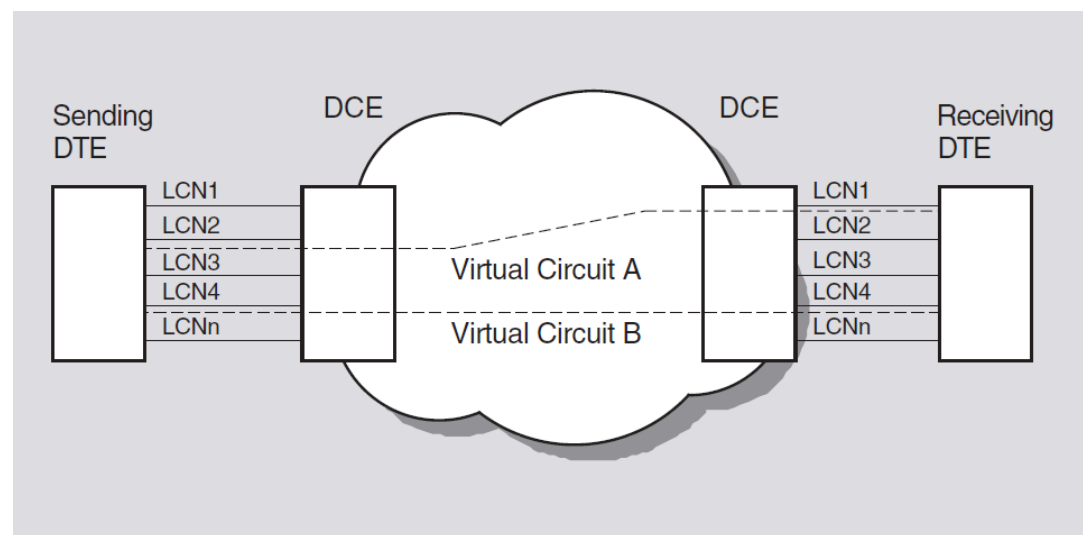 Sending
DTE
DCE
DCE
Receiving
DTE
LCN1
LCN2
LCN3
LCN4
LCNn
Virtual Circuit A
Virtual Circuit B
LCN1
LCN2
LCN3
LCN4
LCNn